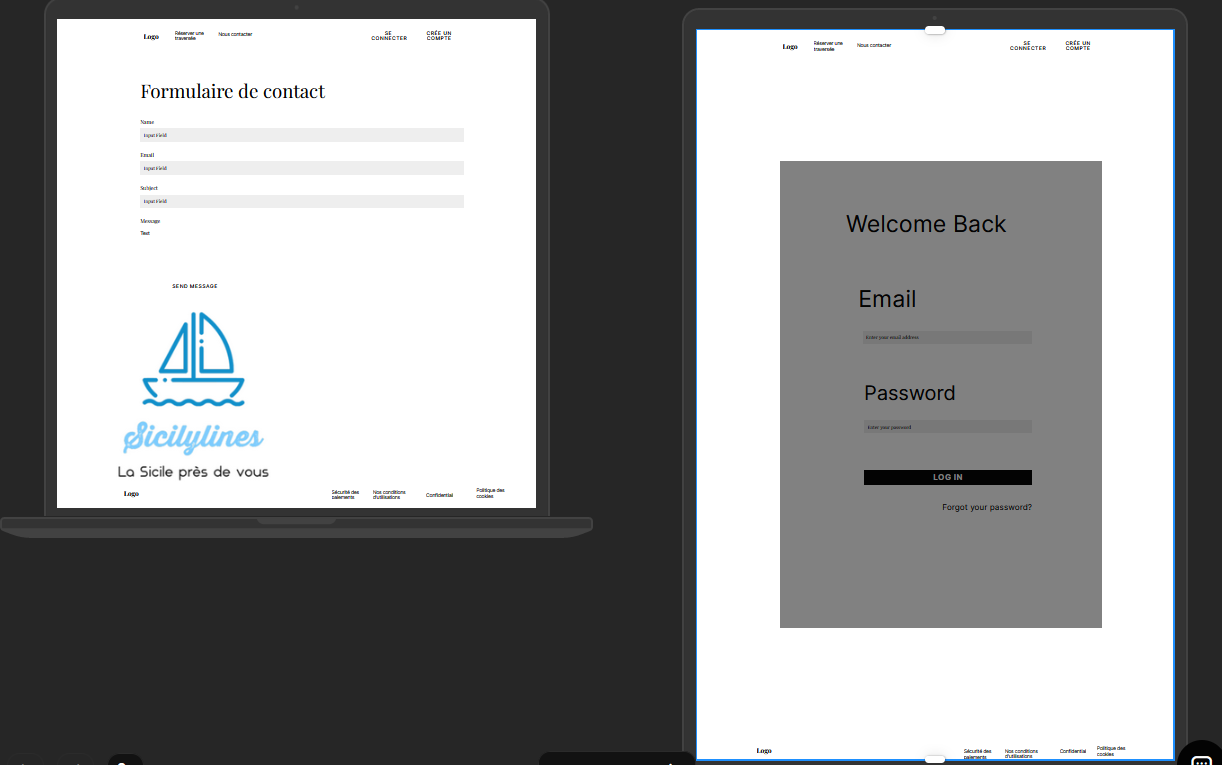 Logo
Réserver une
traversée
Nous contacter
SE
CONNECTER
CRÉE UN
COMPTE
Formulaire de contact
Name
Input Field
Email
Input Field
Subject
Input Field
Message
Text
SEND MESSAGE
Sicilylines
La Sicile près de vous
Logo
Sécurité des
paiements
Nos conditions
d'utilisations
Confidential
Politique des
cookies
Logo
Réserver une
traversée
Nous contacter
SE
CONNECTER
CRÉE UN
COMPTE
Welcome Back
Email
Enter your email address
Password
Enter your password
LOG IN
Forgot your password?
Logo
Sécurité des
paiements
Nos conditions
d'utilisations
Confidential
Politique des
cookies